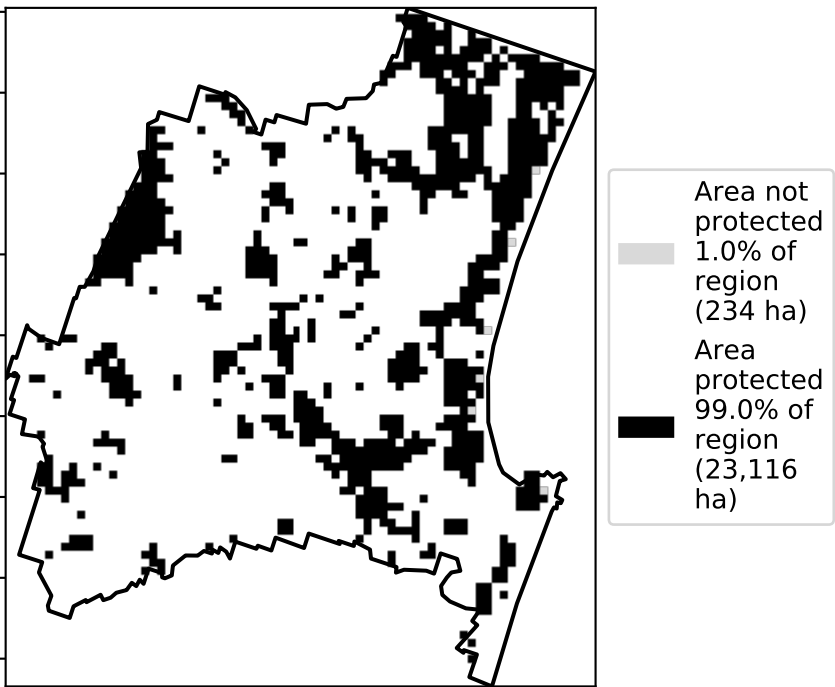 Area not
protected
1.0% of
region
(234 ha)
Area
protected
99.0% of
region
(23,116
ha)